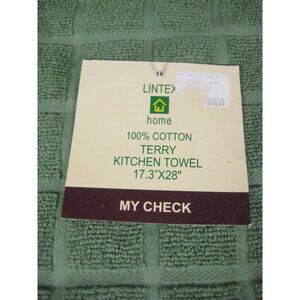 LINTEX
home
100% COTTON
TERRY
KITCHEN TOWEL
17.3"X28"
MY CHECK